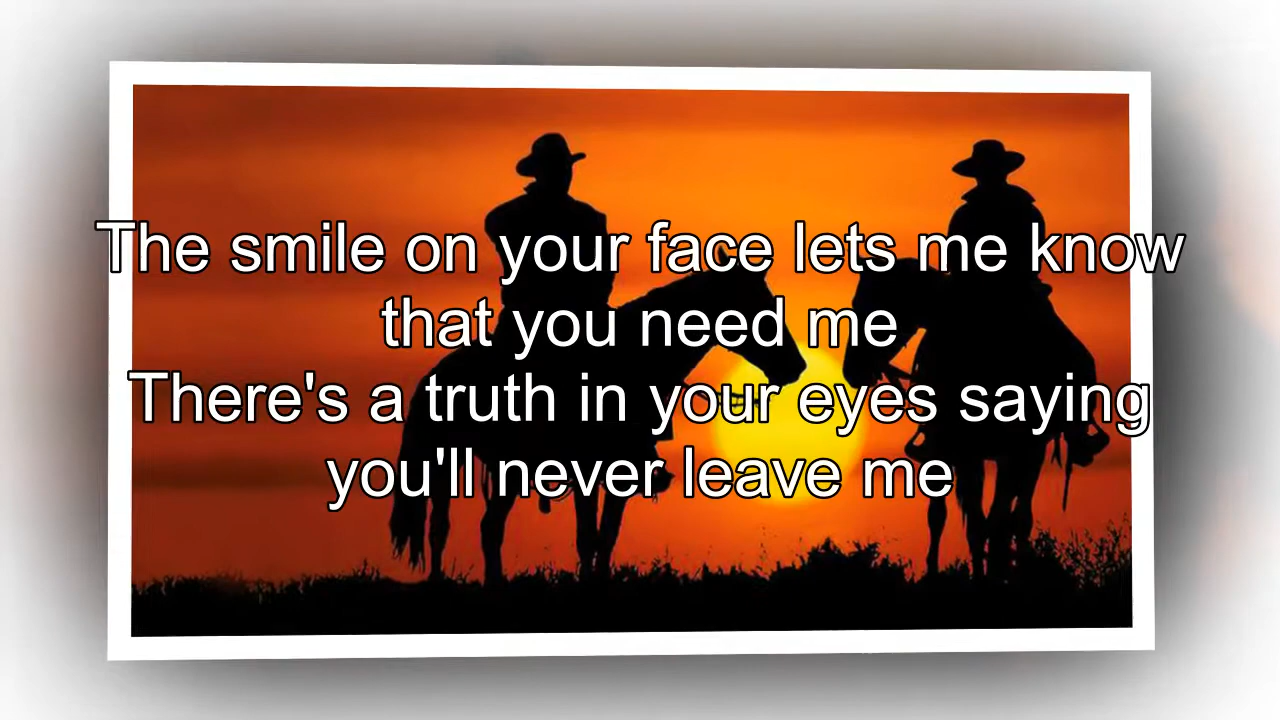 The smile on your face lets me know
that you need me
There's a truth in your eyes saying
you'll never leave me